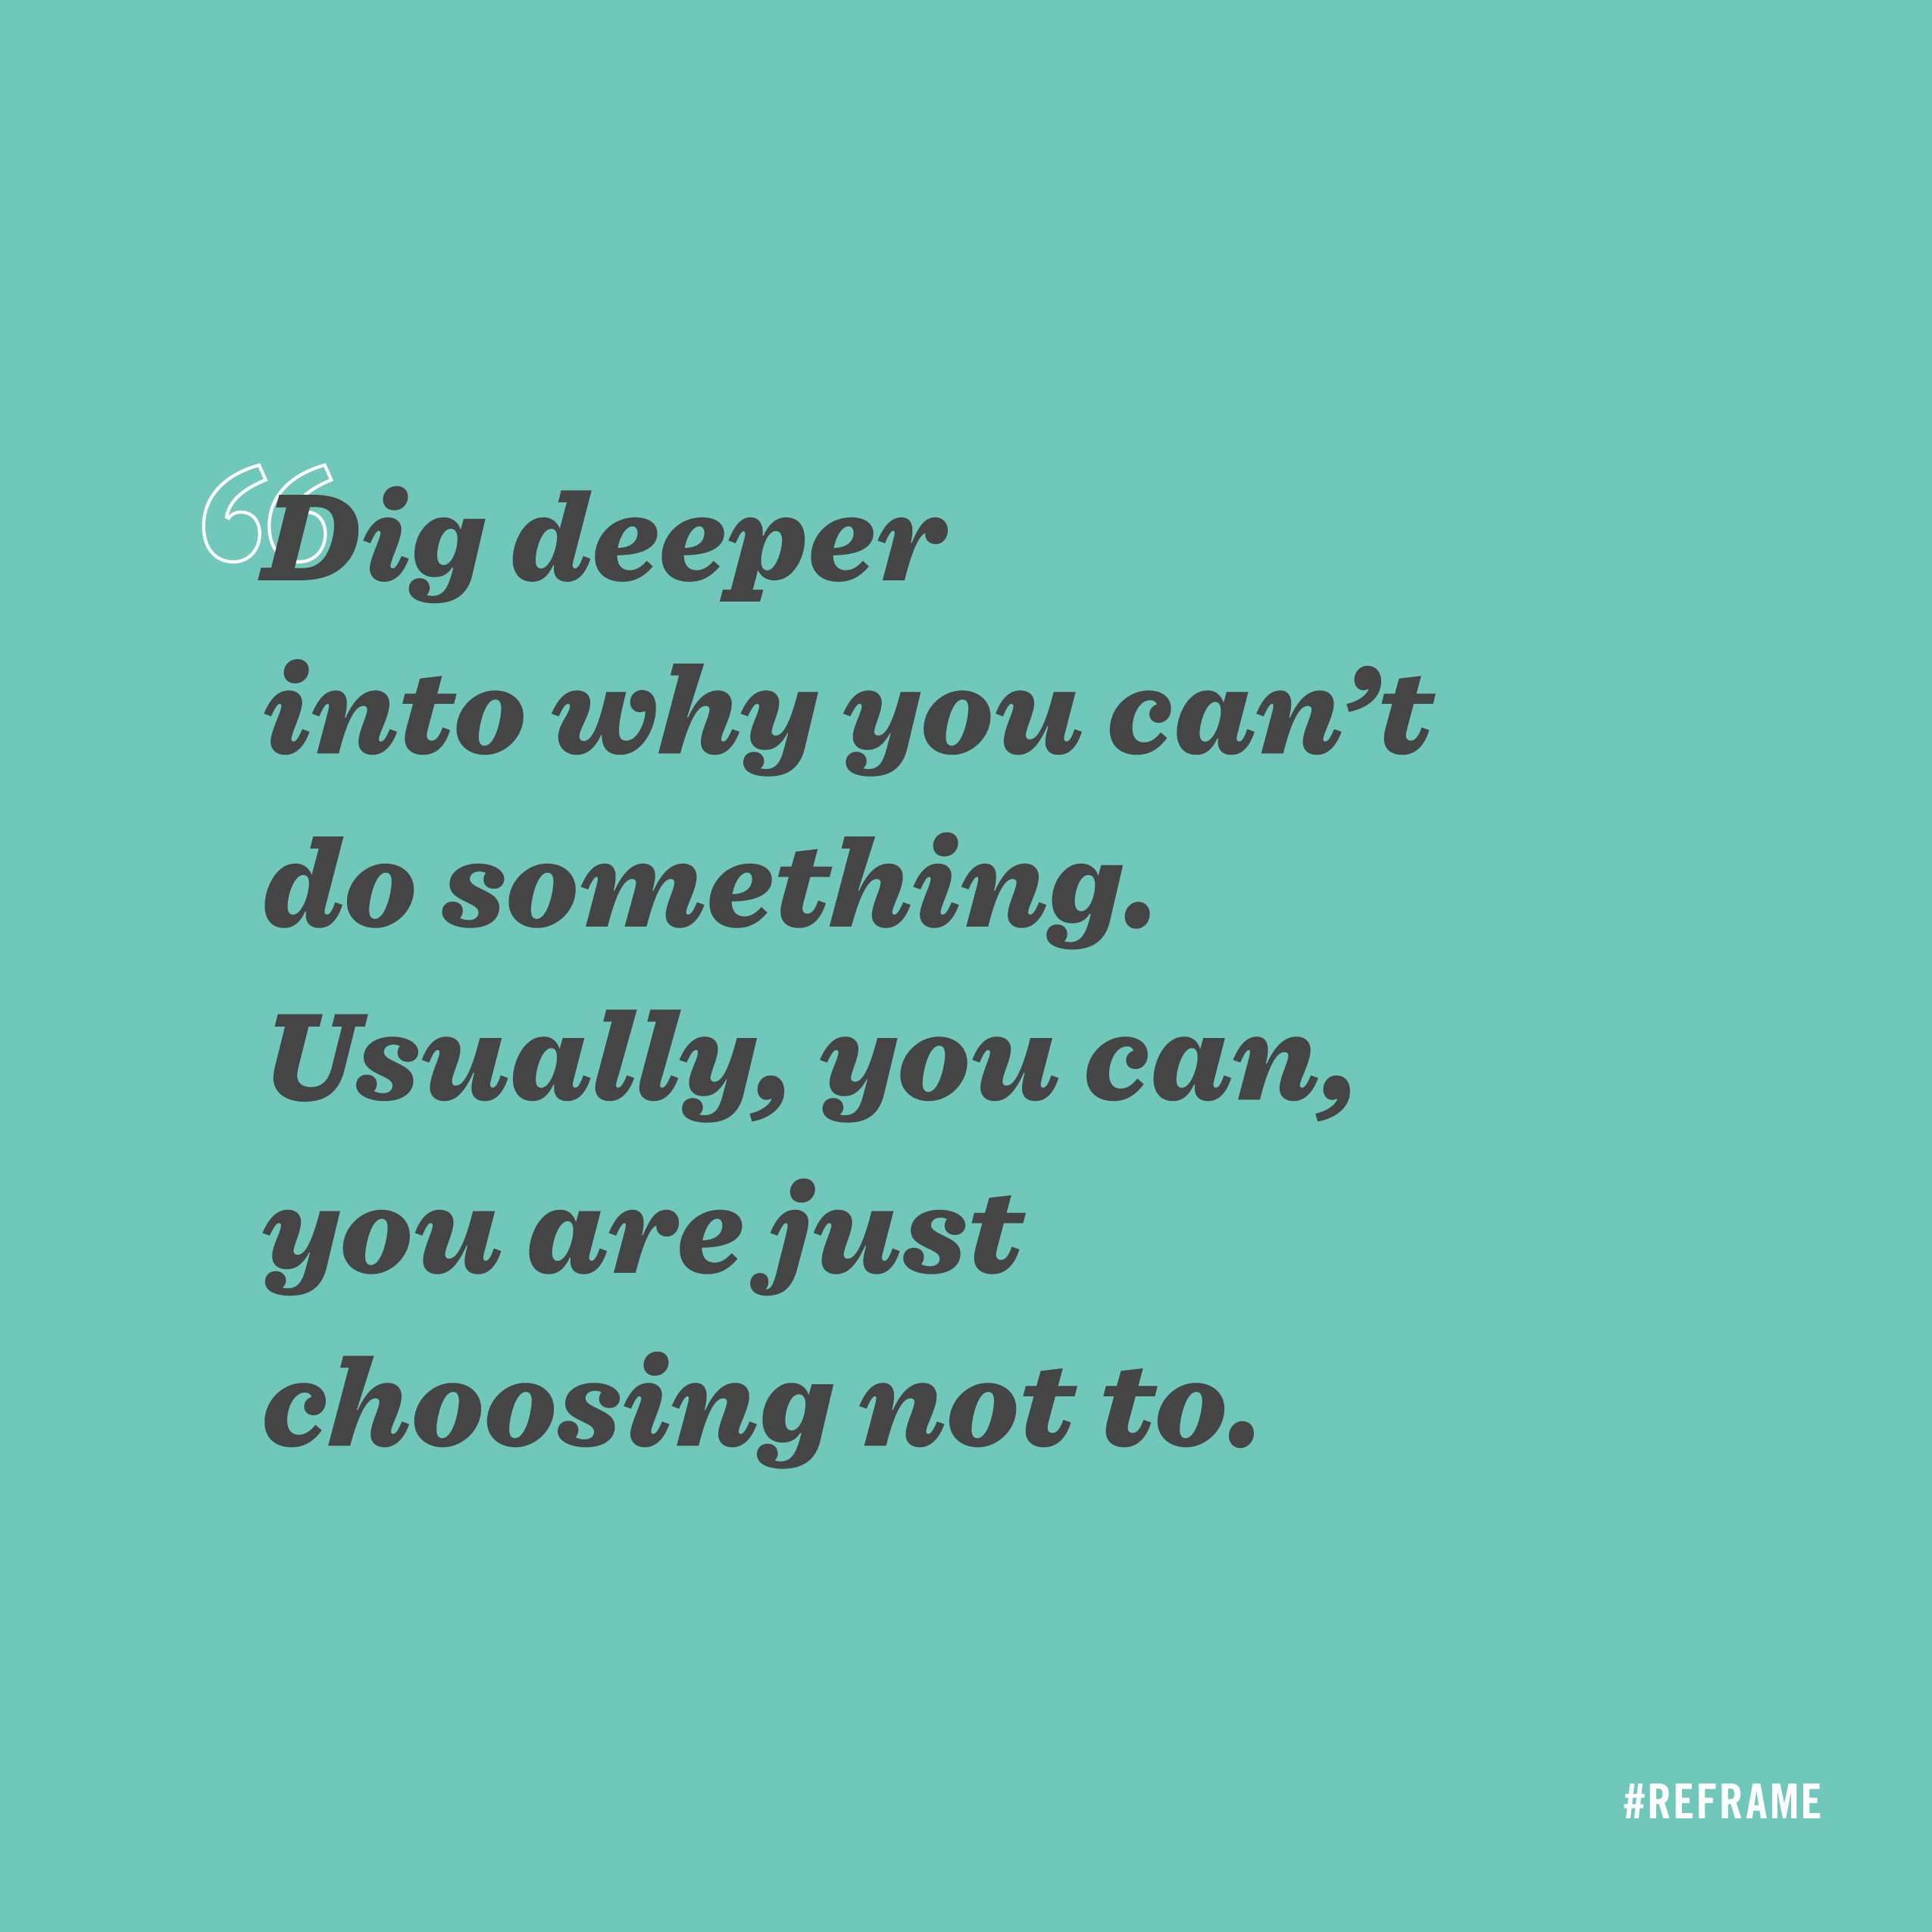 “Dig deeper
into why you can’t
do something.
Usually, you can,
you are just
choosing not to.
#REFRAME